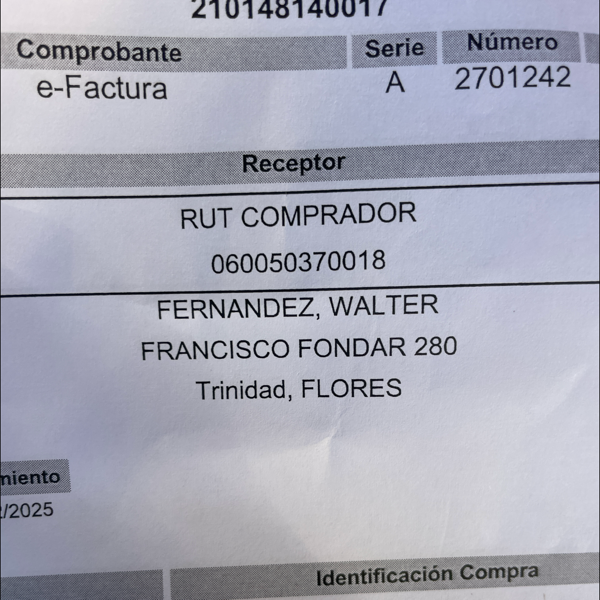 210148140017
Comprobante Serie Número
e-Factura A 2701242
Receptor
RUT COMPRADOR
060050370018
FERNANDEZ, WALTER
FRANCISCO FONDAR 280
Trinidad, FLORES
miento
/2025
Identificación Compra